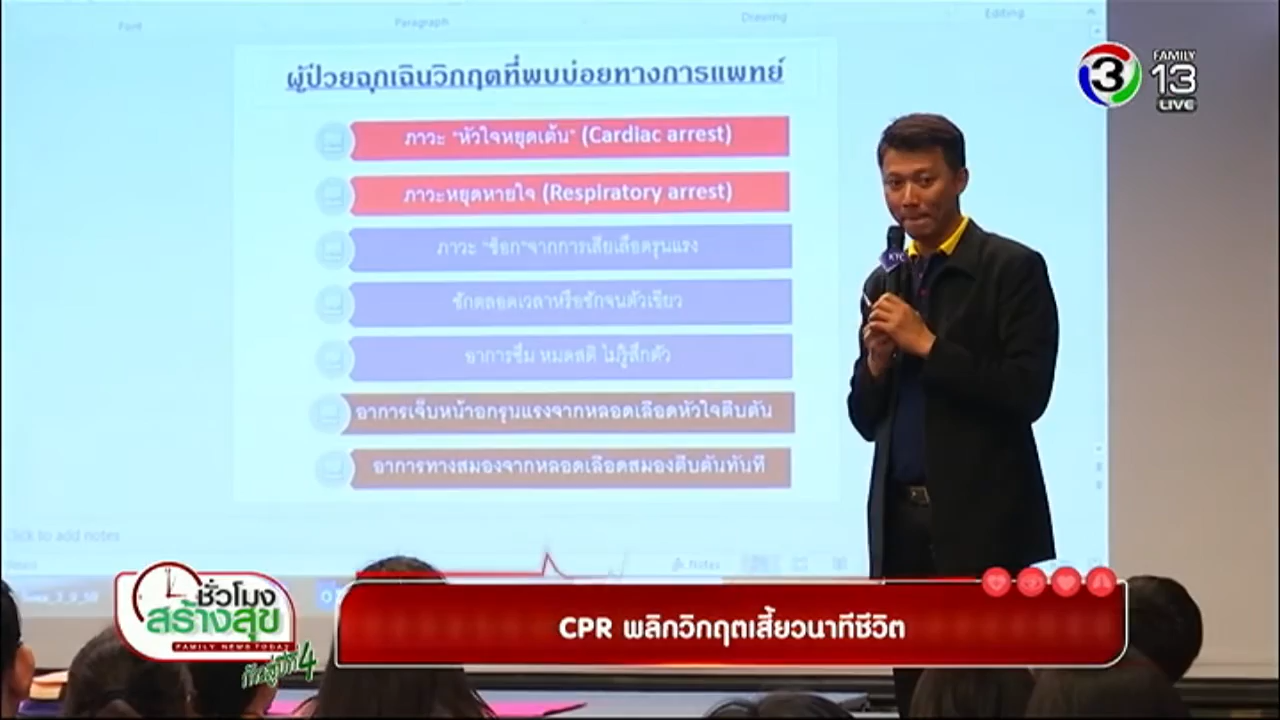 Font Paragraph Drawing Editing
ผู้ป่วยฉุกเฉินวิกฤตที่พบบ่อยทางการแพทย์
ภาวะ "หัวใจหยุดเต้น" (Cardiac arrest)
ภาวะหยุดหายใจ (Respiratory arrest)
ภาวะ "ช็อก"จากการเสียเลือดรุนแรง
ชักตลอดเวลาหรือชักจนตัวเขียว
อาการซึม หมดสติ ไม่รู้สึกตัว
อาการเจ็บหน้าอกรุนแรงจากหลอดเลือดหัวใจตีบตัน
อาการทางสมองจากหลอดเลือดสมองตีบตันทันที
3
FAMILY
13
LIVE
KTC
Click to add notes
Notes
ชั่วโมง
สร้างสุข
FAMILY NEWS TODAY
ก้าวสู่ปีที่ 4
CPR พลิกวิกฤตเสี้ยวนาทีชีวิต